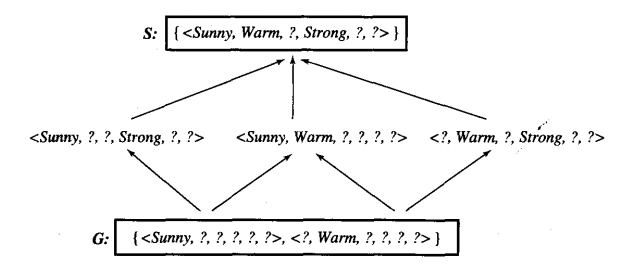 S: { <Sunny, Warm, ?, Strong, ?, ?> }
<Sunny, ?, ?, Strong, ?, ?> <Sunny, Warm, ?, ?, ?, ?> <?, Warm, ?, Strong, ?, ?>
G: { <Sunny, ?, ?, ?, ?, ?>, <?, Warm, ?, ?, ?, ?> }